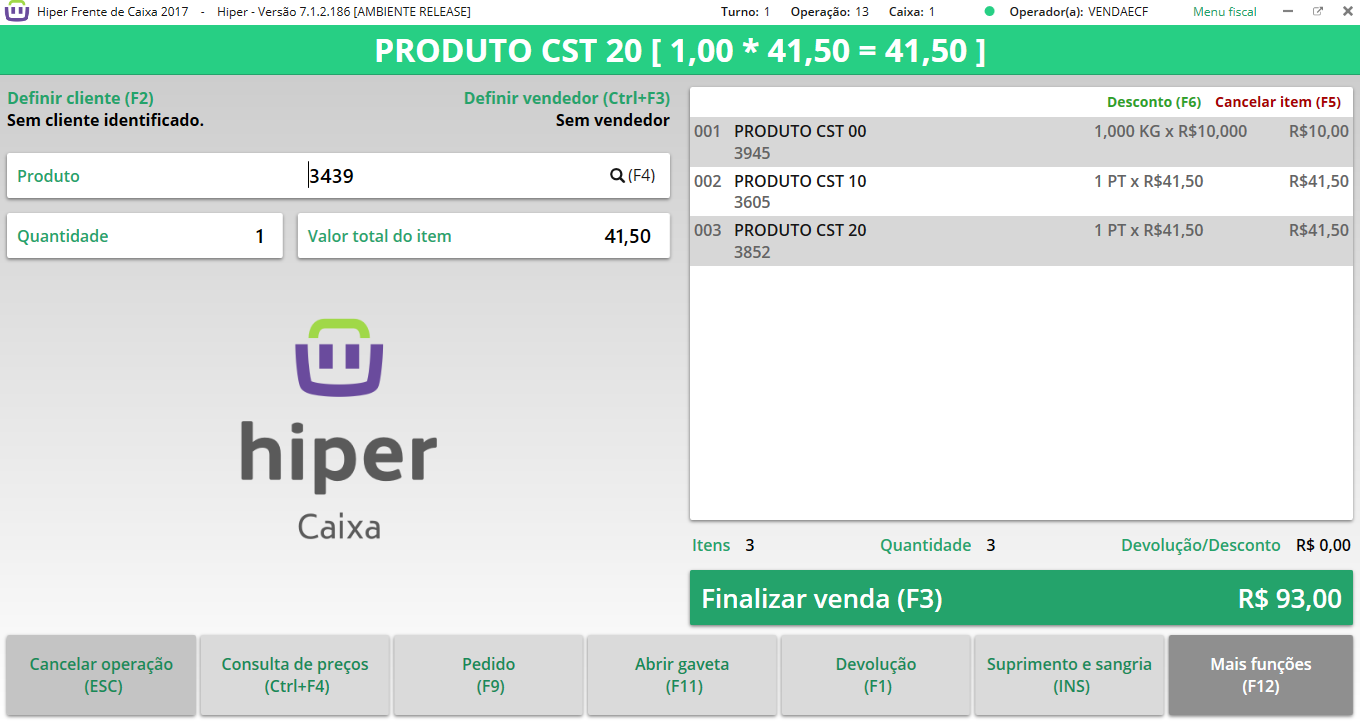 Hiper Frente de Caixa 2017 - Hiper - Versão 7.1.2.186 [AMBIENTE RELEASE] Turno: 1 Operação: 13 Caixa: 1 Operador(a): VENDAECF Menu fiscal
PRODUTO CST 20 [ 1,00 * 41,50 = 41,50 ]
Definir cliente (F2) Definir vendedor (Ctrl+F3)
Sem cliente identificado. Sem vendedor
Produto 3439 (F4)
Quantidade 1 Valor total do item 41,50
hiper
Caixa
Desconto (F6) Cancelar item (F5)
001 PRODUTO CST 00 1,000 KG x R$10,000 R$10,00
3945
002 PRODUTO CST 10 1 PT x R$41,50 R$41,50
3605
003 PRODUTO CST 20 1 PT x R$41,50 R$41,50
3852
Itens 3 Quantidade 3 Devolução/Desconto R$ 0,00
Finalizar venda (F3) R$ 93,00
Cancelar operação (ESC)
Consulta de preços (Ctrl+F4)
Pedido (F9)
Abrir gaveta (F11)
Devolução (F1)
Suprimento e sangria (INS)
Mais funções (F12)